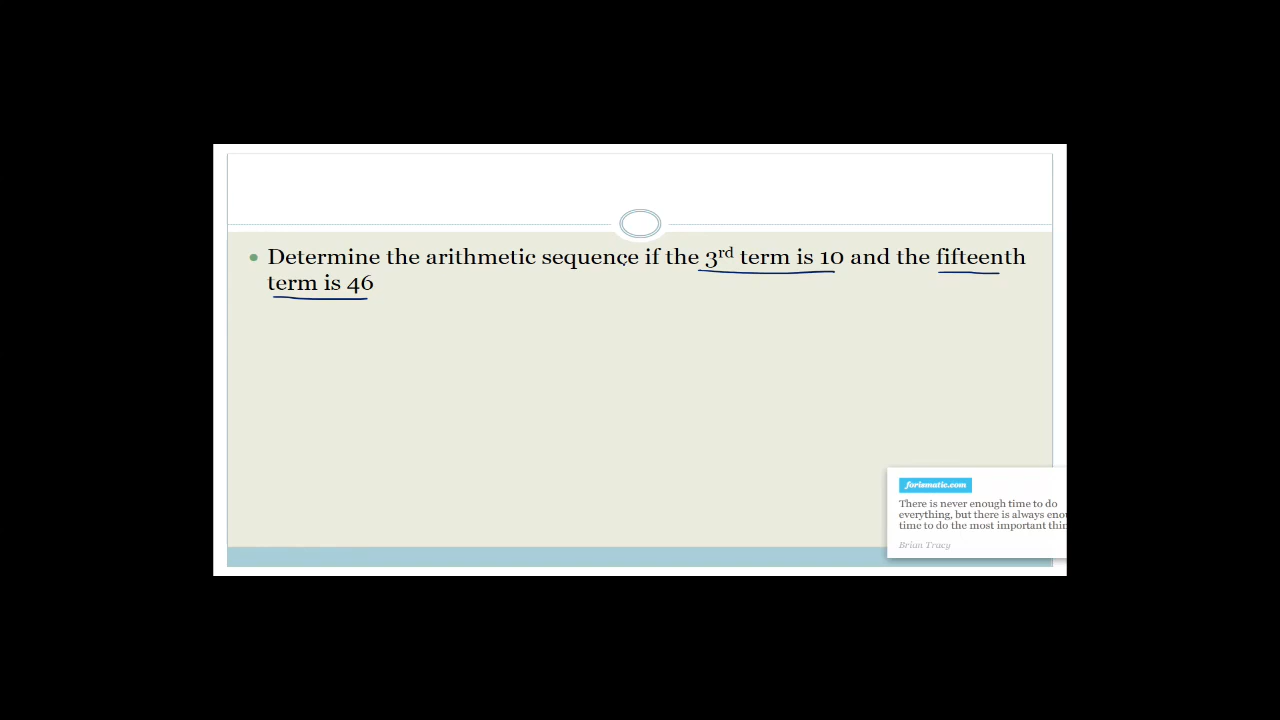 Determine the arithmetic sequence if the 3rd term is 10 and the fifteenth
term is 46
forismatic.com
There is never enough time to do
everything, but there is always enou
time to do the most important thin
Brian Tracy